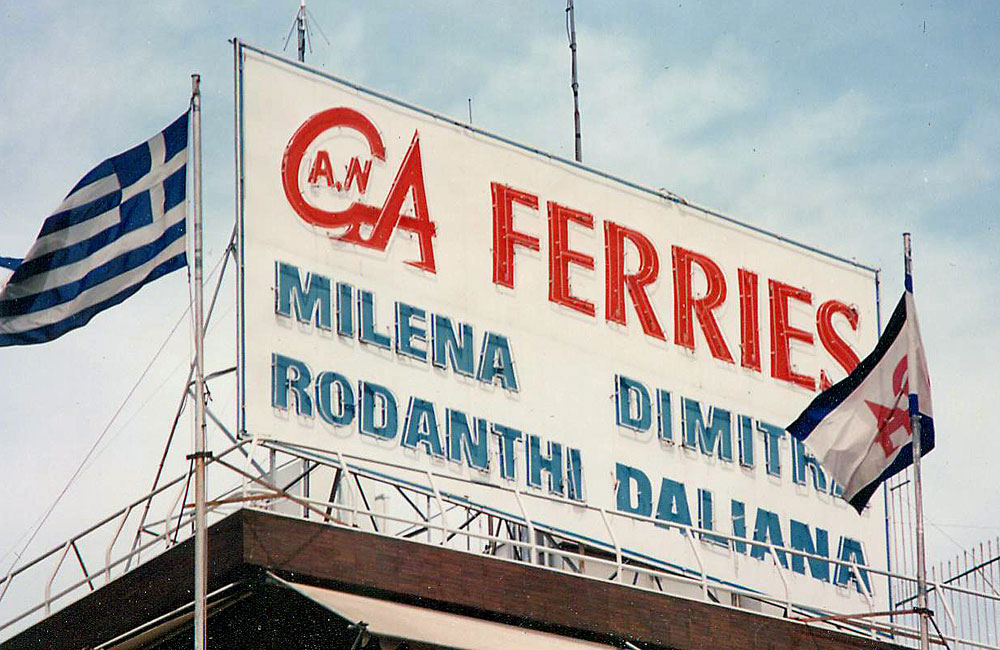 A.N
GA FERRIES
MILENA DIMITRA
RODANTHI DALIANA